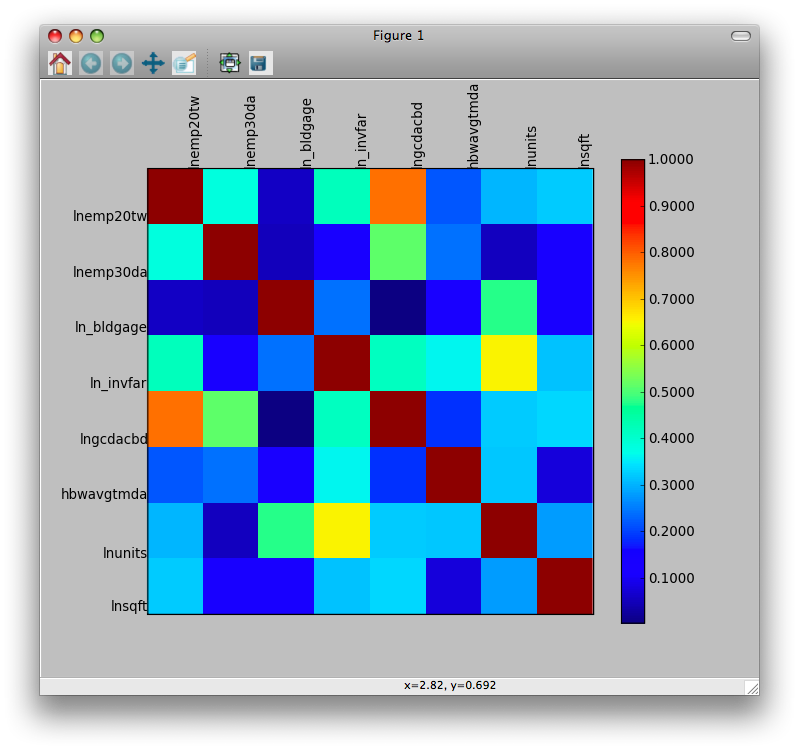 Figure 1
lnemp20tw
lnemp30da
ln_bldgage
ln_invfar
lngcdacbd
hbwavgtmda
lnunits
lnsqft
lnemp20tw
lnemp30da
ln_bldgage
ln_invfar
lngcdacbd
hbwavgtmda
lnunits
lnsqft
1.0000
0.9000
0.8000
0.7000
0.6000
0.5000
0.4000
0.3000
0.2000
0.1000
x=2.82, y=0.692